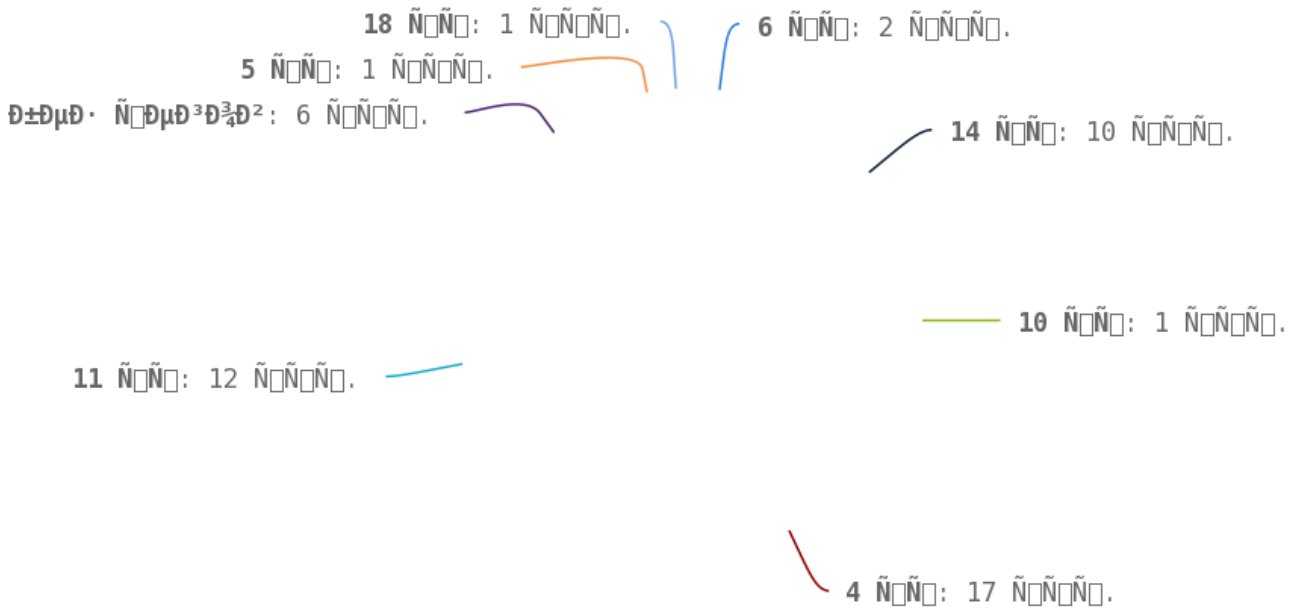 18 Ñ□Ñ□: 1 Ñ□Ñ□Ñ□.
6 Ñ□Ñ□: 2 Ñ□Ñ□Ñ□.
5 Ñ□Ñ□: 1 Ñ□Ñ□Ñ□.
Ð±ÐµÐ· Ñ□ÐµÐ³Ð¾Ð²: 6 Ñ□Ñ□Ñ□.
14 Ñ□Ñ□: 10 Ñ□Ñ□Ñ□.
10 Ñ□Ñ□: 1 Ñ□Ñ□Ñ□.
11 Ñ□Ñ□: 12 Ñ□Ñ□Ñ□.
4 Ñ□Ñ□: 17 Ñ□Ñ□Ñ□.